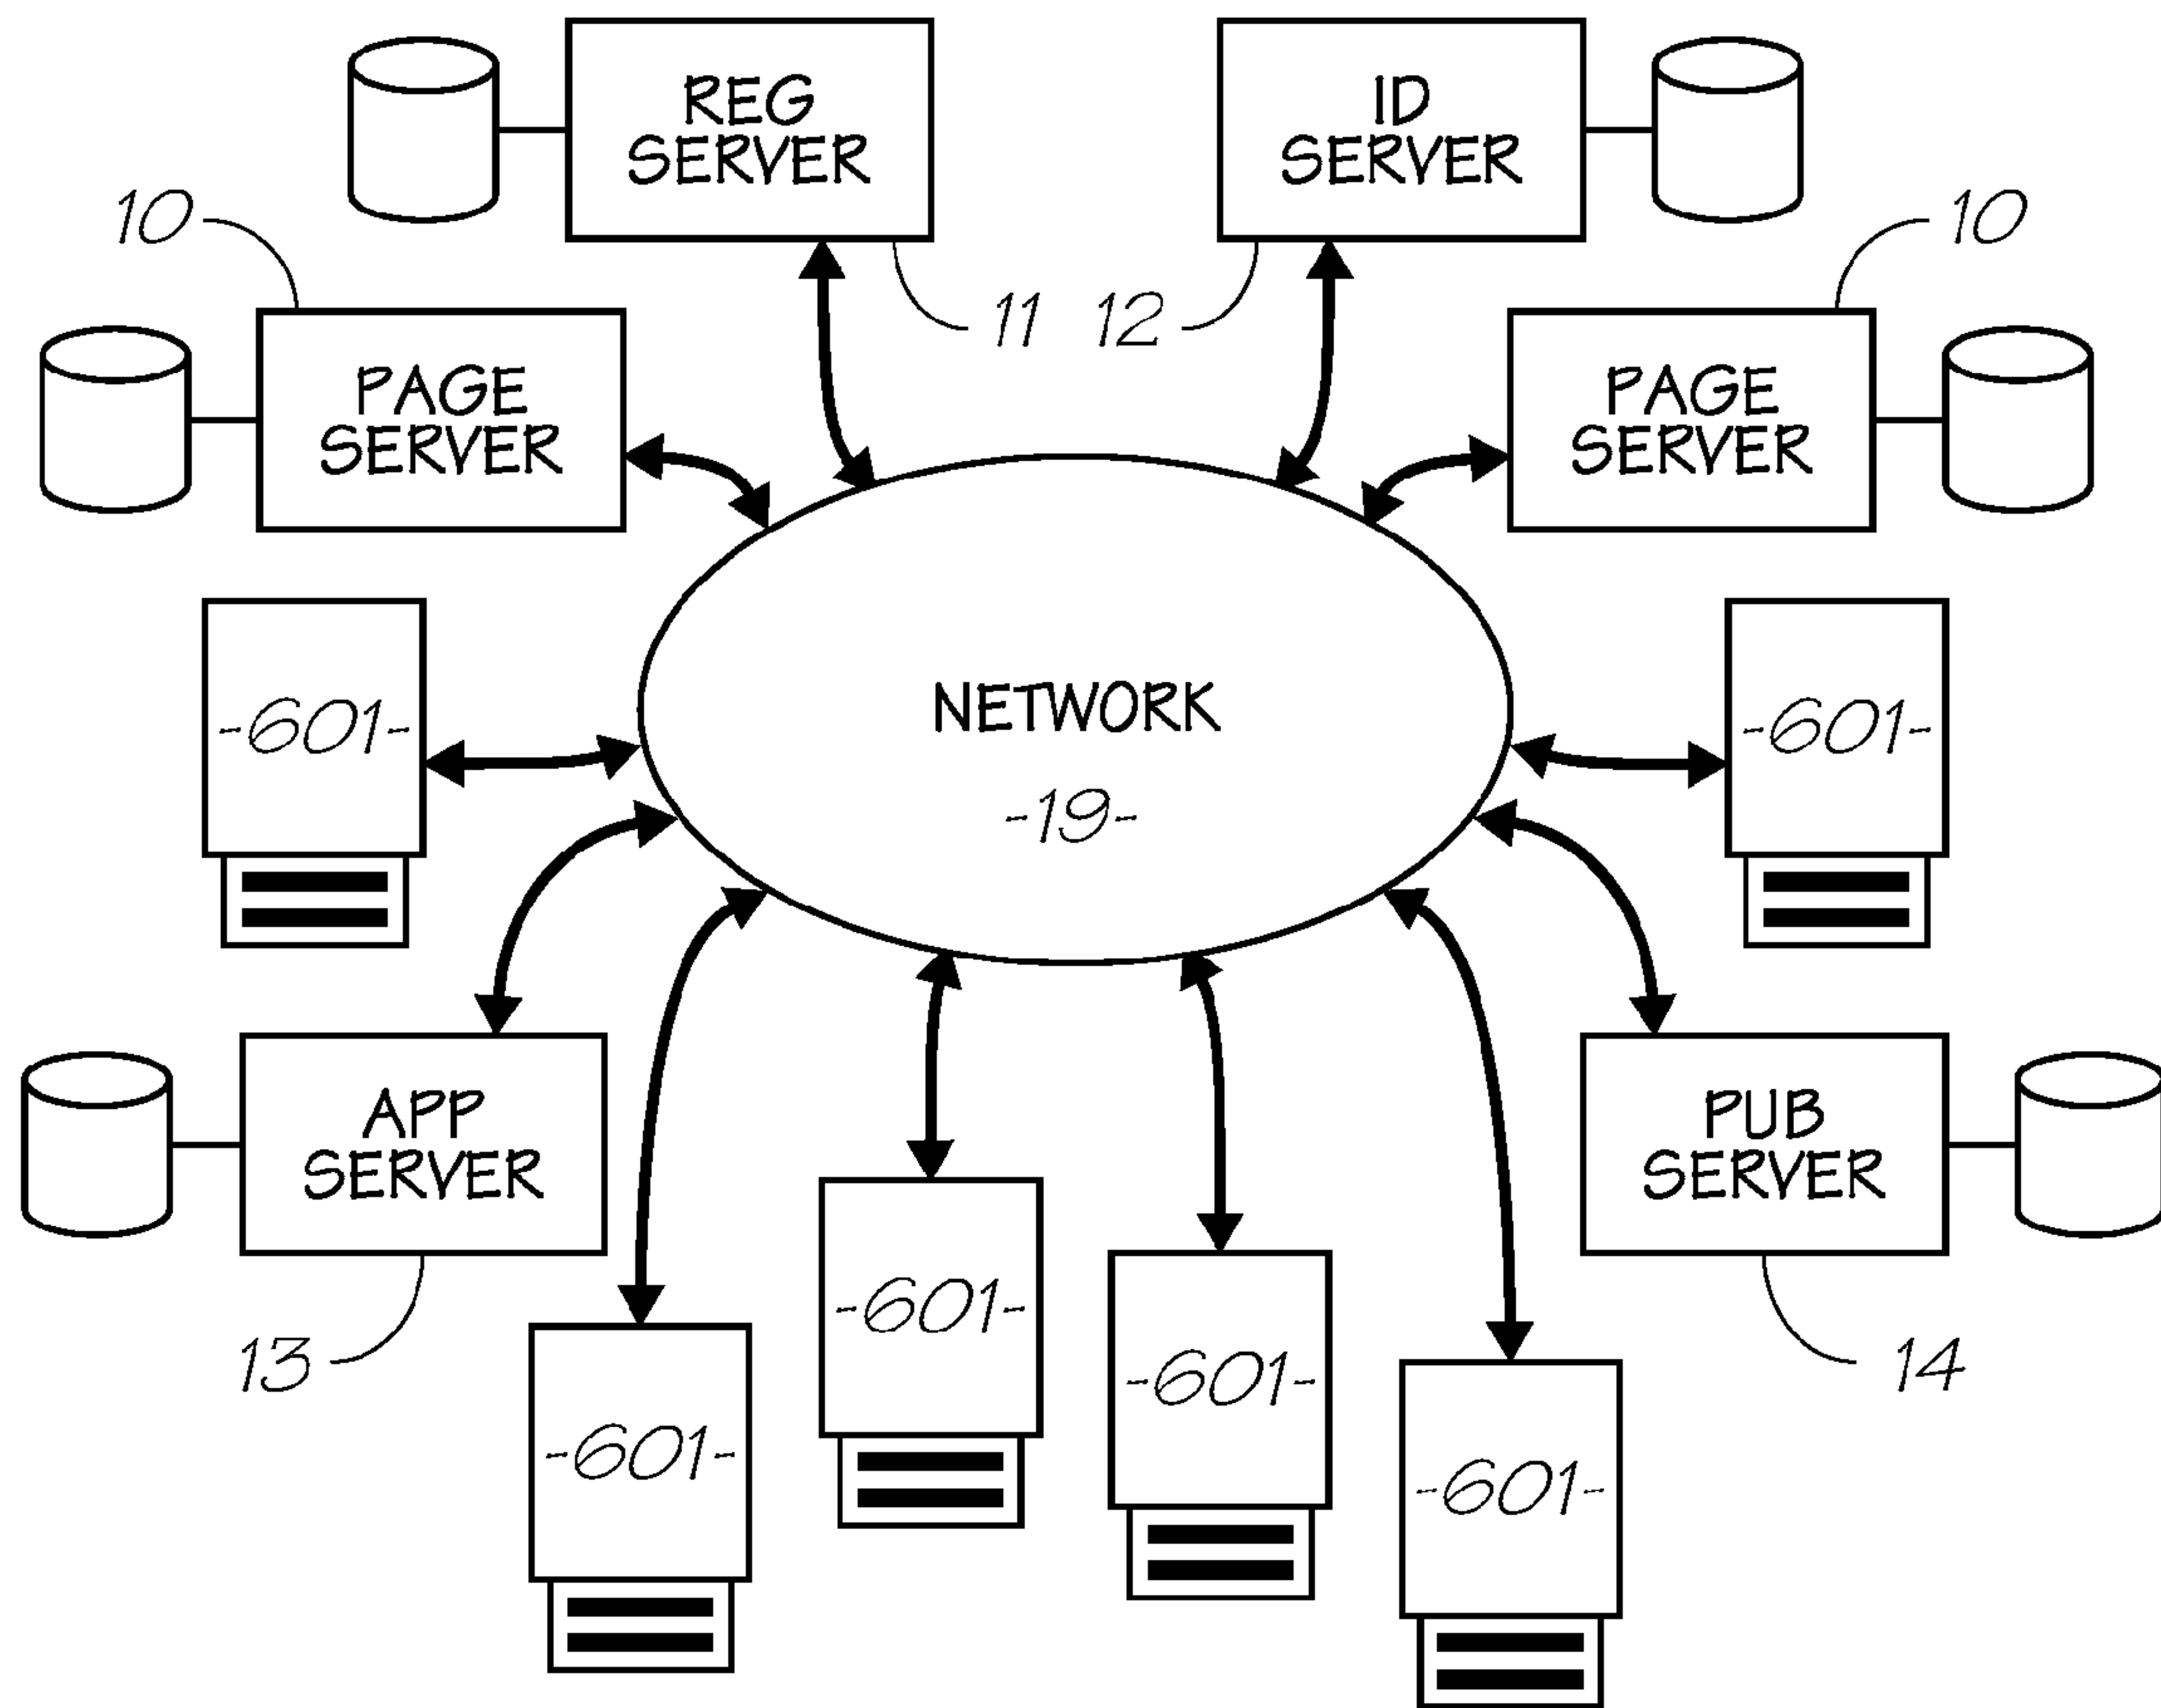 REG
SERVER
ID
SERVER
10
10
11
12
PAGE
SERVER
PAGE
SERVER
-601-
NETWORK
-19-
-601-
APP
SERVER
PUB
SERVER
13
-601-
-601-
-601-
-601-
14